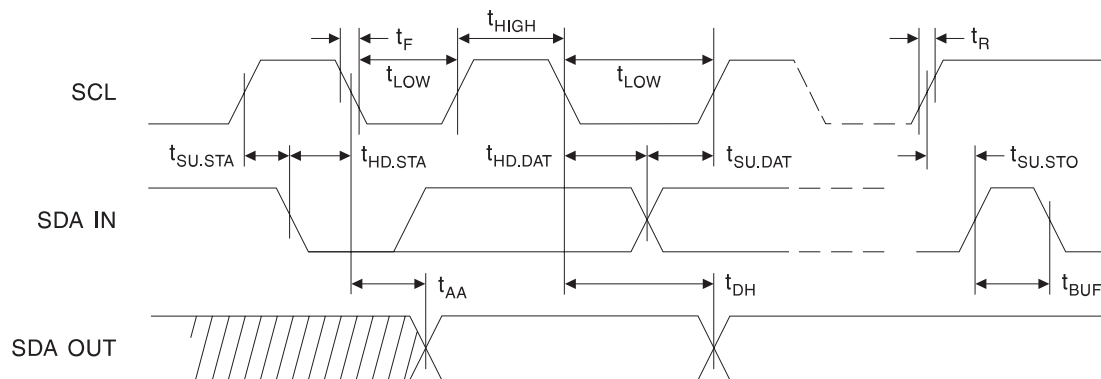 tHIGH
tF
tR
tLOW
tLOW
SCL
tSU.STA
tHD.STA
tHD.DAT
tSU.DAT
tSU.STO
SDA IN
tAA
tDH
tBUF
SDA OUT